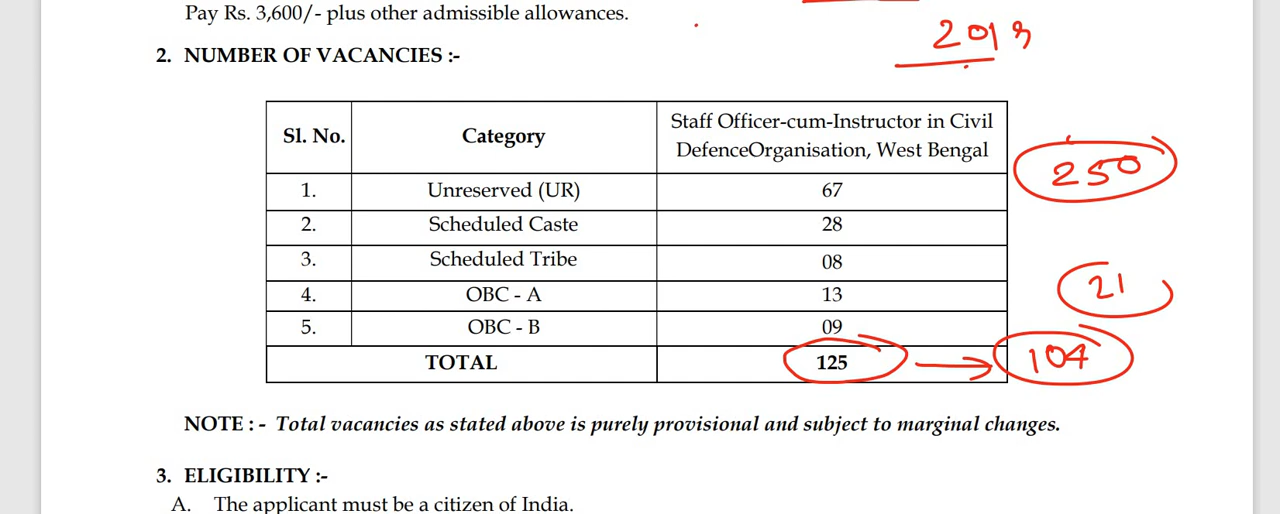 Pay Rs. 3,600/- plus other admissible allowances.
2013
2. NUMBER OF VACANCIES :-
Sl. No. Category Staff Officer-cum-Instructor in Civil DefenceOrganisation, West Bengal
250
1. Unreserved (UR) 67
2. Scheduled Caste 28
3. Scheduled Tribe 08
21
4. OBC - A 13
5. OBC - B 09
TOTAL 125 104
NOTE : - Total vacancies as stated above is purely provisional and subject to marginal changes.
3. ELIGIBILITY :-
A. The applicant must be a citizen of India.